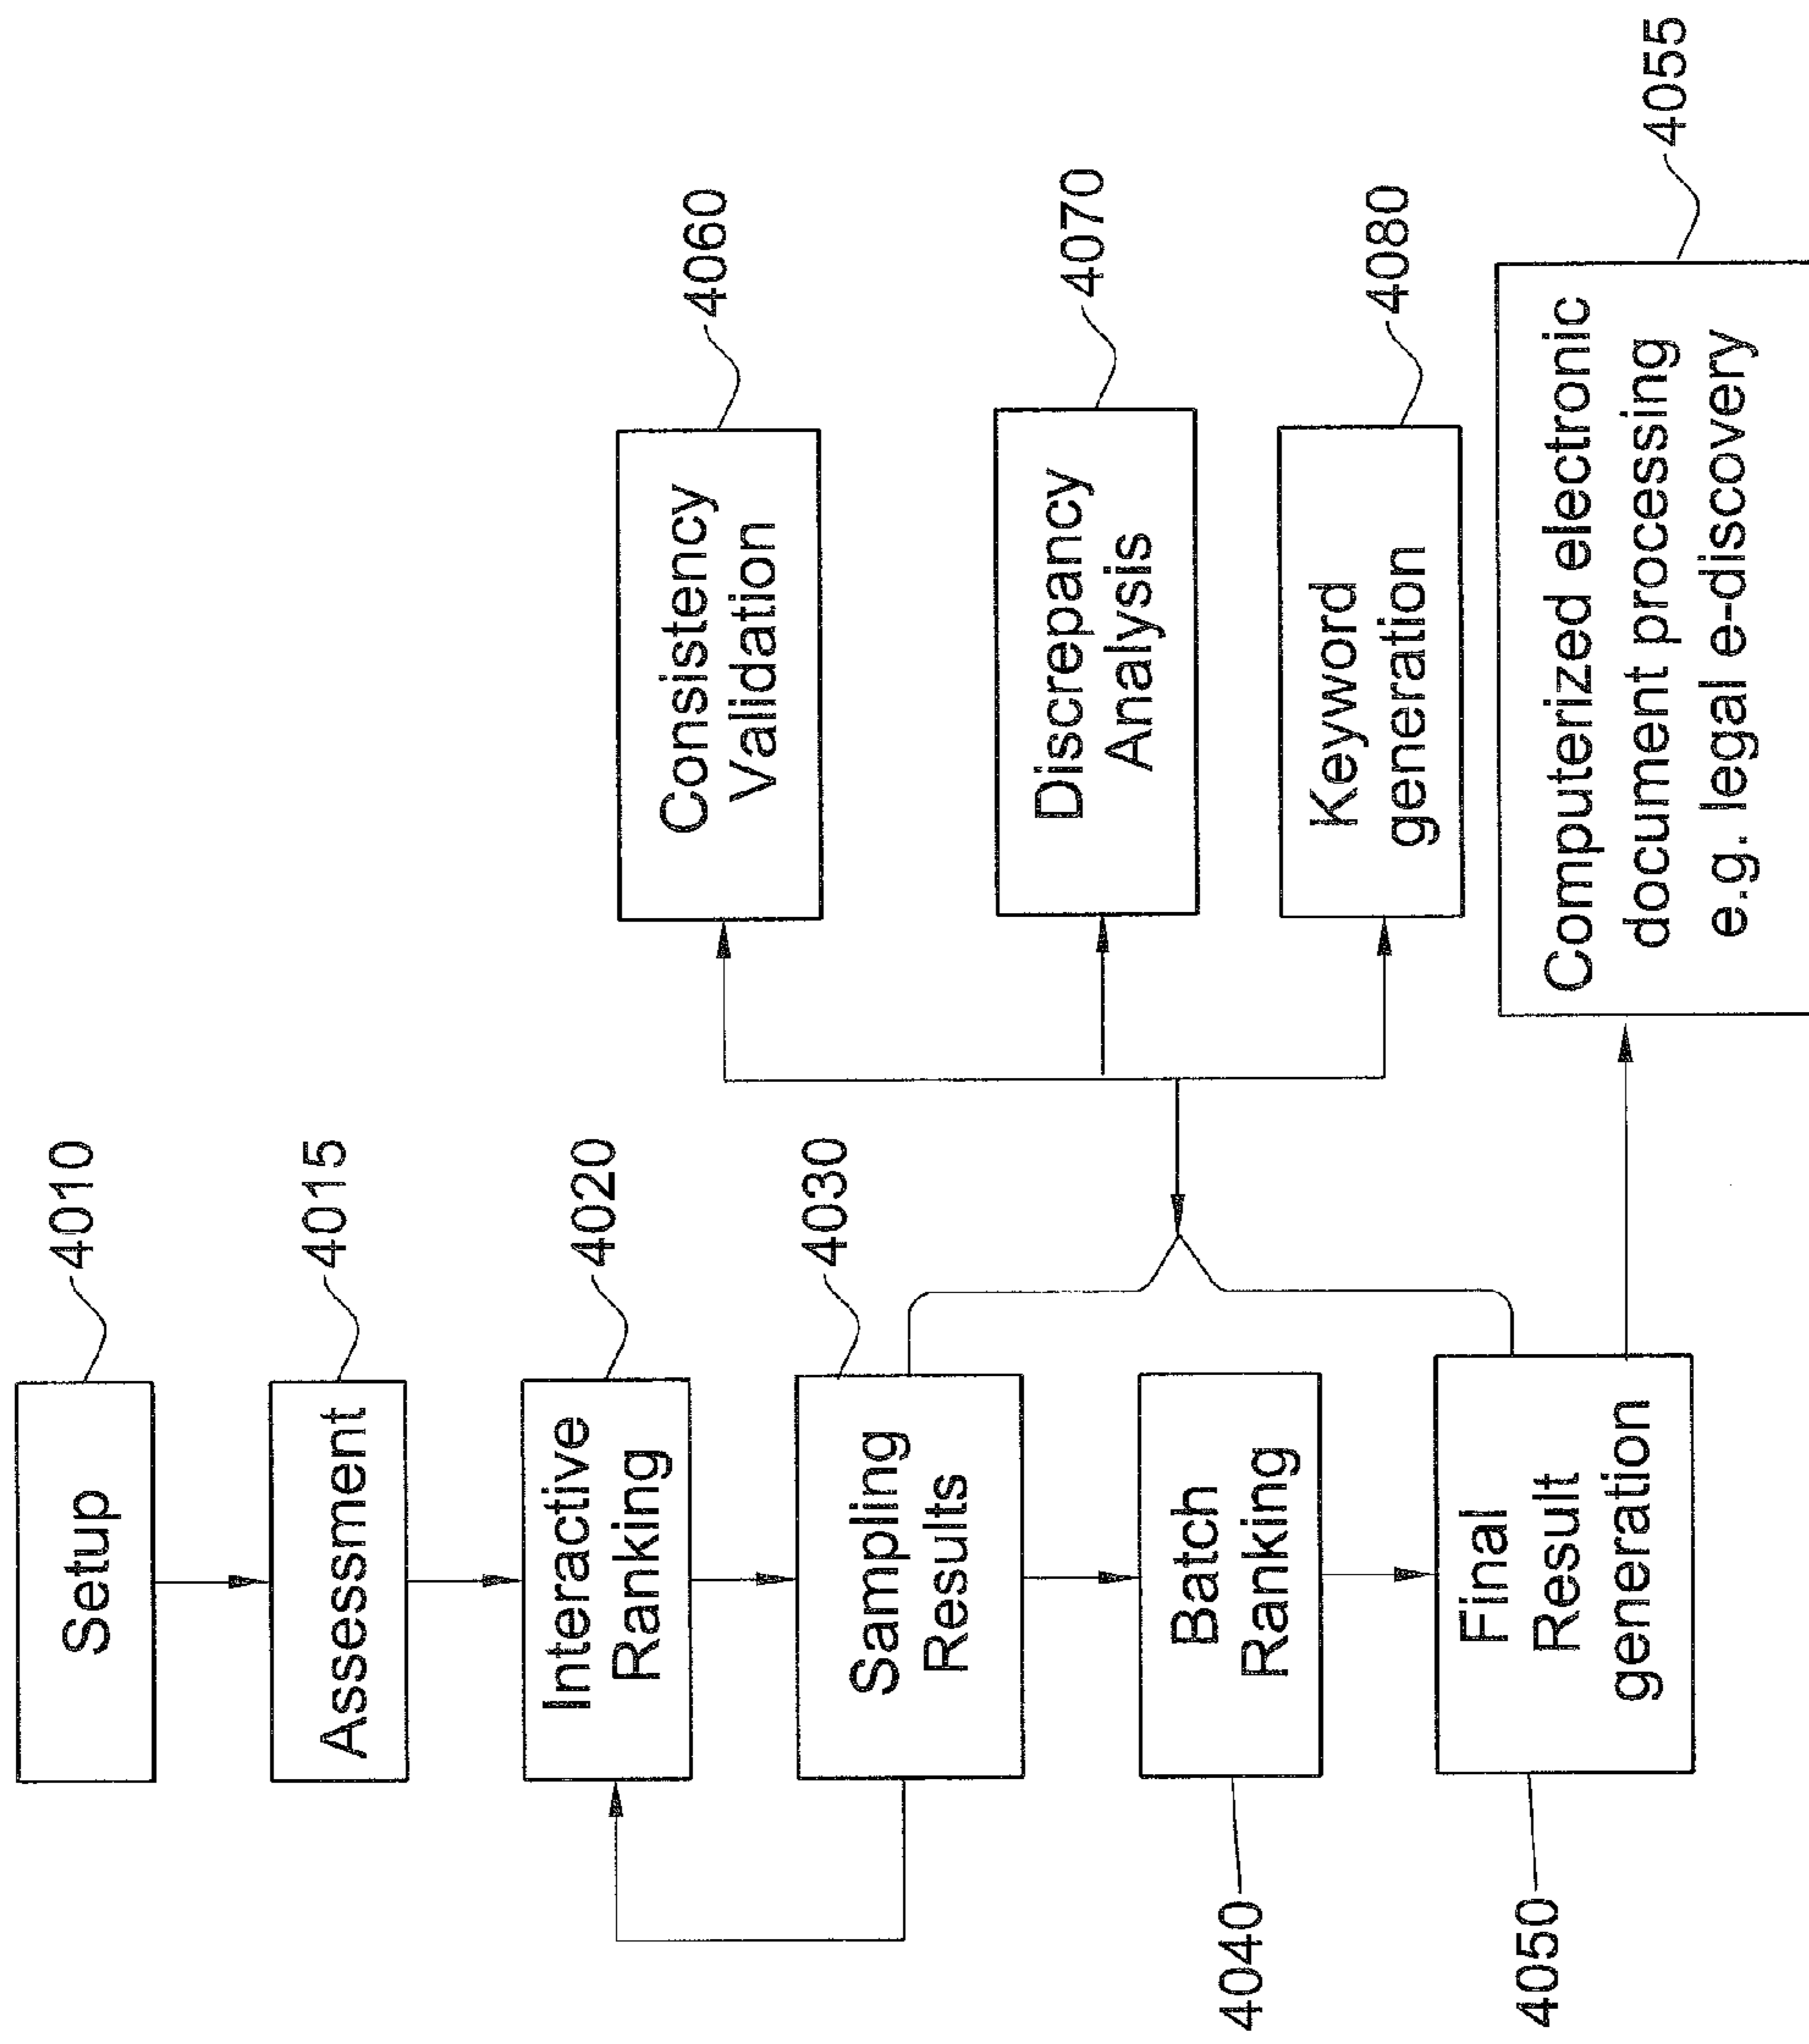 Setup
4010
Assessment
4015
Interactive
Ranking
4020
Sampling
Results
4030
Batch
Ranking
4040
Final
Result
generation
4050
Consistency
Validation
4060
Discrepancy
Analysis
4070
Keyword
generation
4080
Computerized electronic
document processing
e.g. legal e-discovery
4055